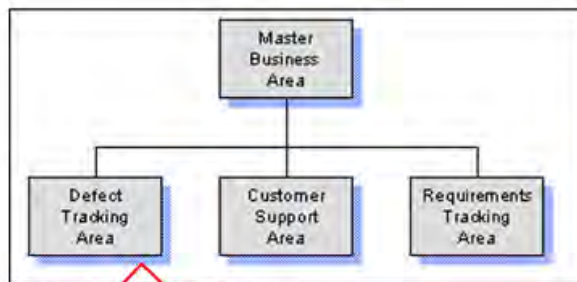 Master
Business
Area
Defect
Tracking
Area
Customer
Support
Area
Requirements
Tracking
Area